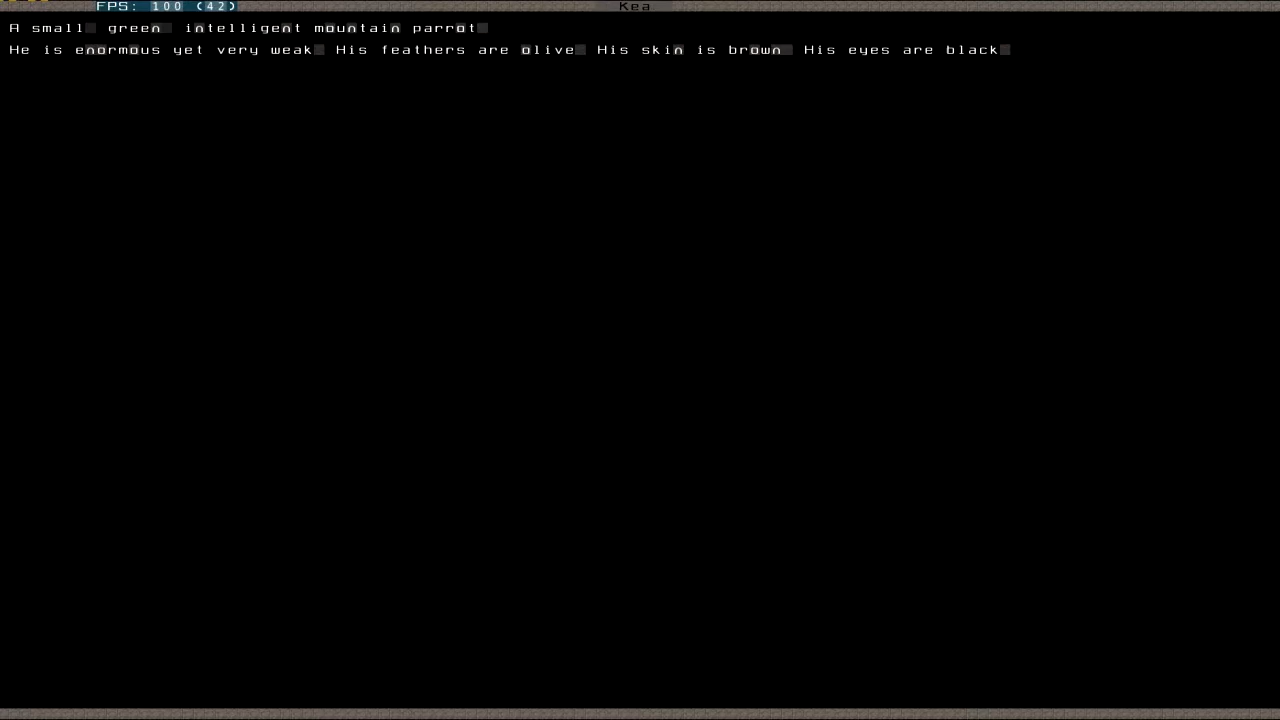 FPS: 100 (42)
Kea
A small green intelligent mountain parrot
He is enormous yet very weak His feathers are olive His skin is brown His eyes are black